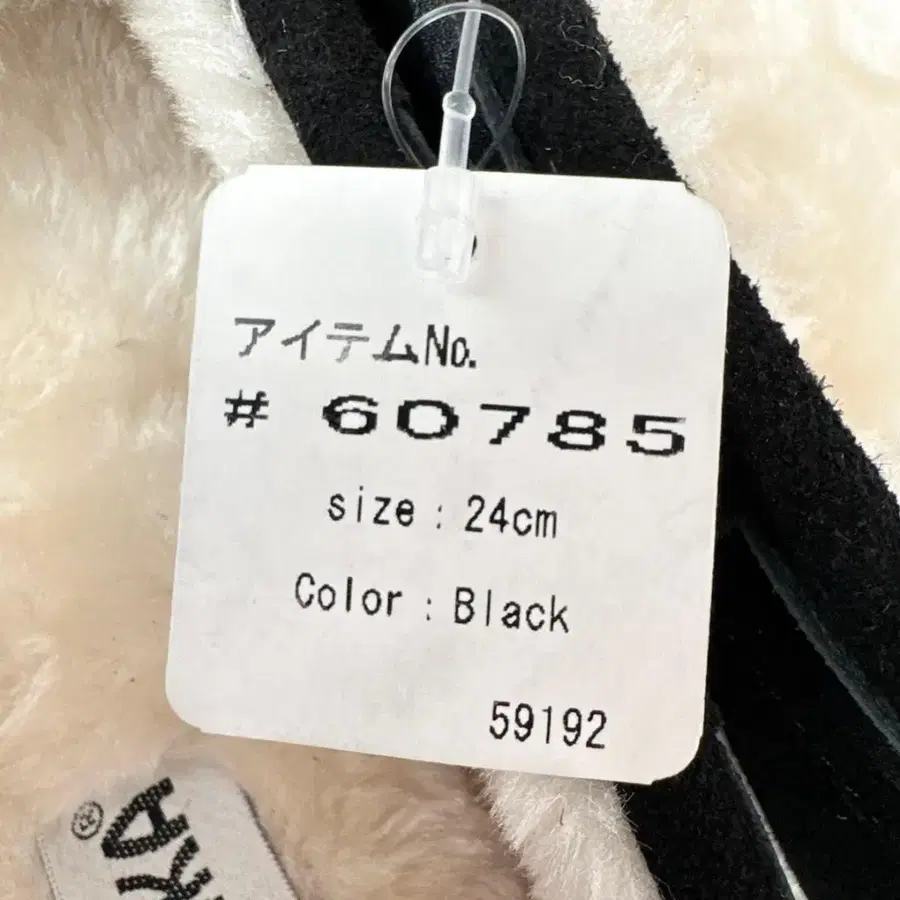 アイテムNo.
# 60785
size : 24cm
Color : Black
59192